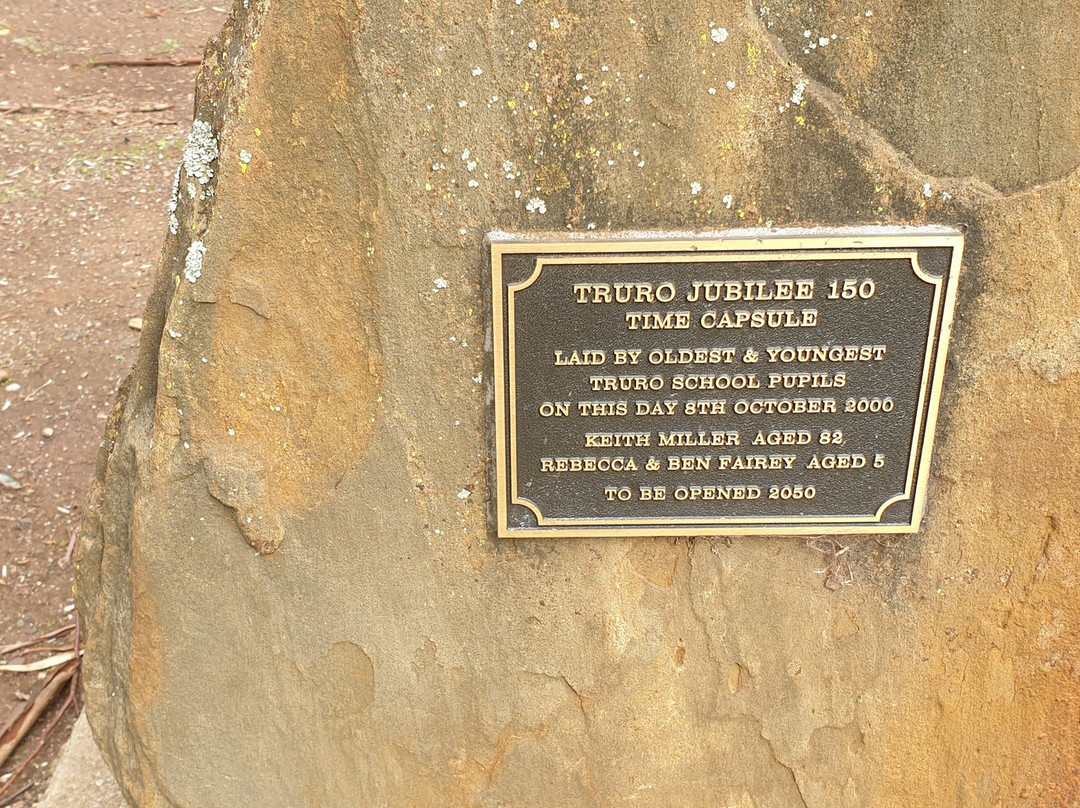 TRURO JUBILEE 150
TIME CAPSULE
LAID BY OLDEST & YOUNGEST
TRURO SCHOOL PUPILS
ON THIS DAY 8TH OCTOBER 2000
KEITH MILLER AGED 82,
REBECCA & BEN FAIREY AGED 5
TO BE OPENED 2050